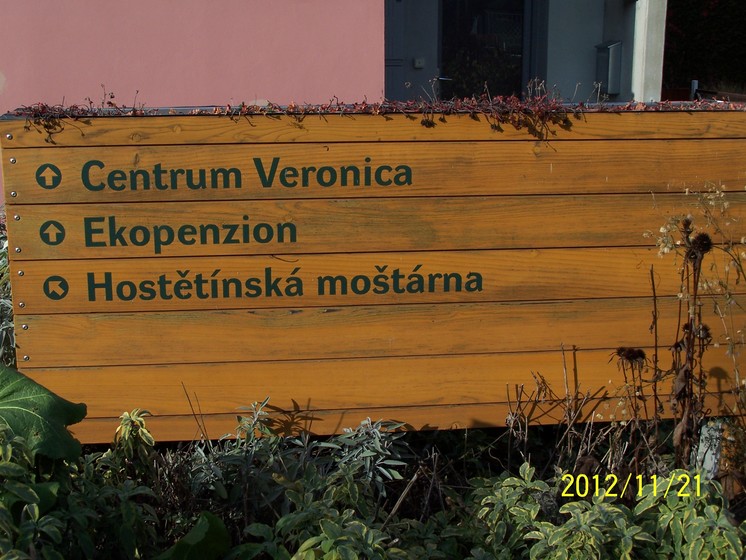 Centrum Veronica
Ekopenzion
Hostětínská moštárna
2012/11/21